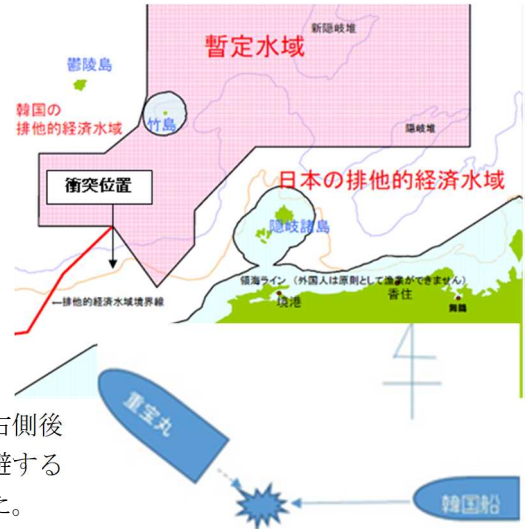 新隠岐堆
暫定水域
鬱陵島
韓国の
排他的経済水域
竹島
隠岐堆
衝突位置
日本の排他的経済水域
隠岐諸島
領海ライン（外国人は原則として漁業ができません）
←排他的経済水域境界線
境港
香住
舞鶴
重宝丸
右側後
避する
た。
韓国船